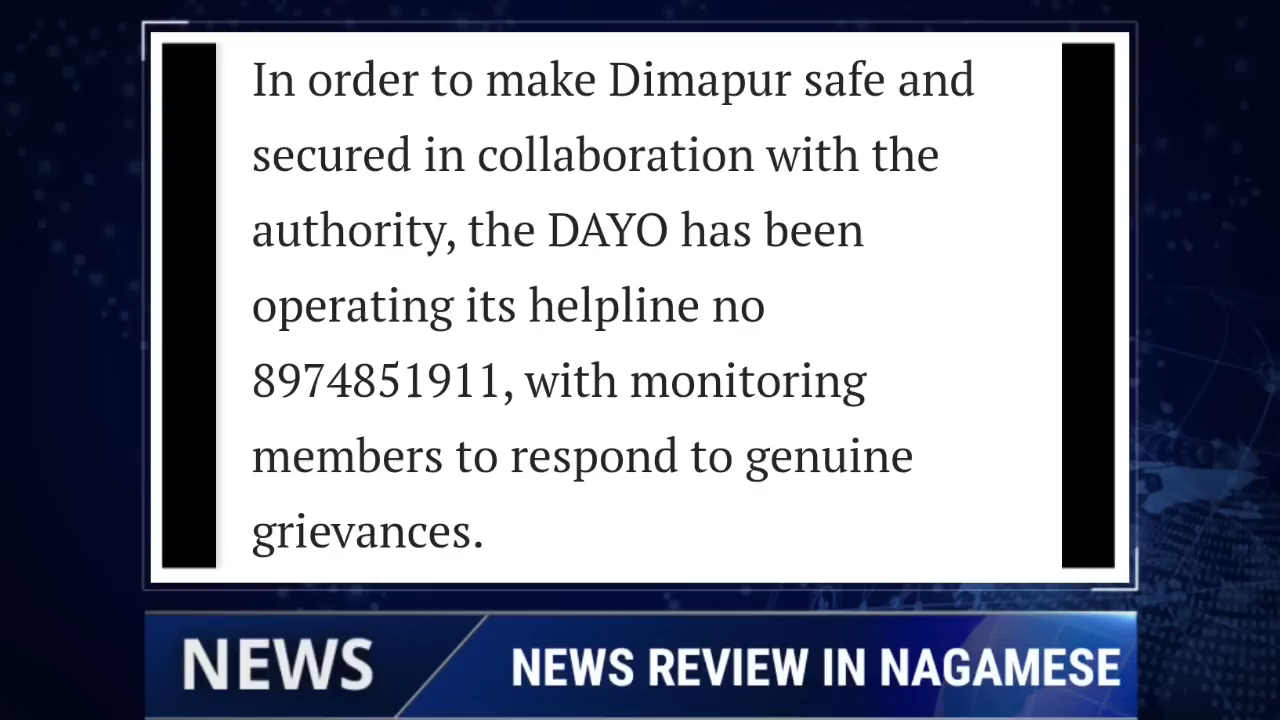 In order to make Dimapur safe and
secured in collaboration with the
authority, the DAYO has been
operating its helpline no
8974851911, with monitoring
members to respond to genuine
grievances.
NEWS
NEWS REVIEW IN NAGAMESE